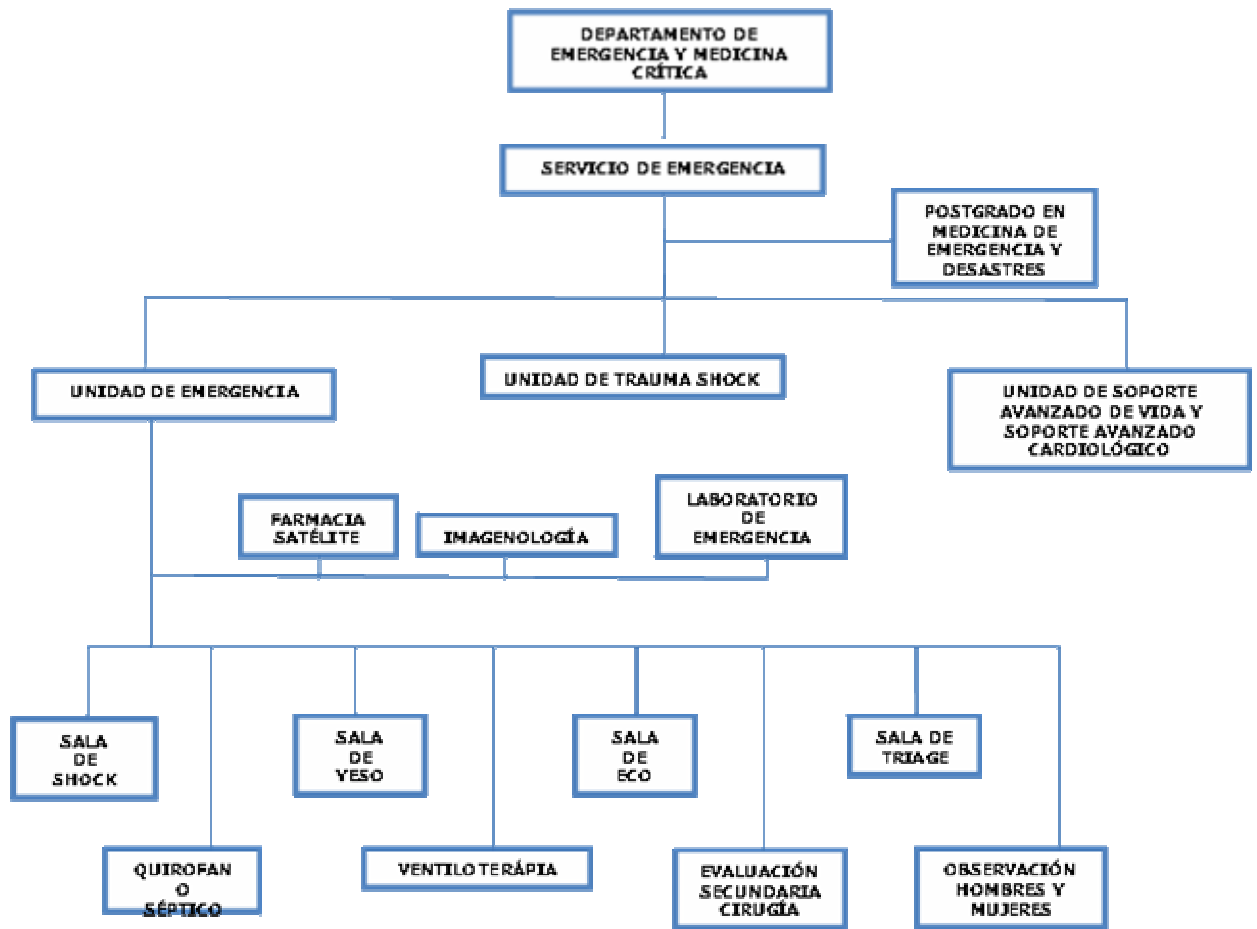 DEPARTAMENTO DE
EMERGENCIA Y MEDICINA
CRÍTICA
SERVICIO DE EMERGENCIA
POSTGRADO EN
MEDICINA DE
EMERGENCIA Y
DESASTRES
UNIDAD DE EMERGENCIA
UNIDAD DE TRAUMA SHOCK
UNIDAD DE SOPORTE
AVANZADO DE VIDA Y
SOPORTE AVANZADO
CARDIOLÓGICO
FARMACIA
SATÉLITE
IMAGENOLOGÍA
LABORATORIO
DE
EMERGENCIA
SALA
DE
SHOCK
SALA
DE
YESO
SALA
DE
ECO
SALA DE
TRIAGE
QUIROFAN
O
SÉPTICO
VENTILOTERÁPIA
EVALUACIÓN
SECUNDARIA
CIRUGÍA
OBSERVACIÓN
HOMBRES Y
MUJERES